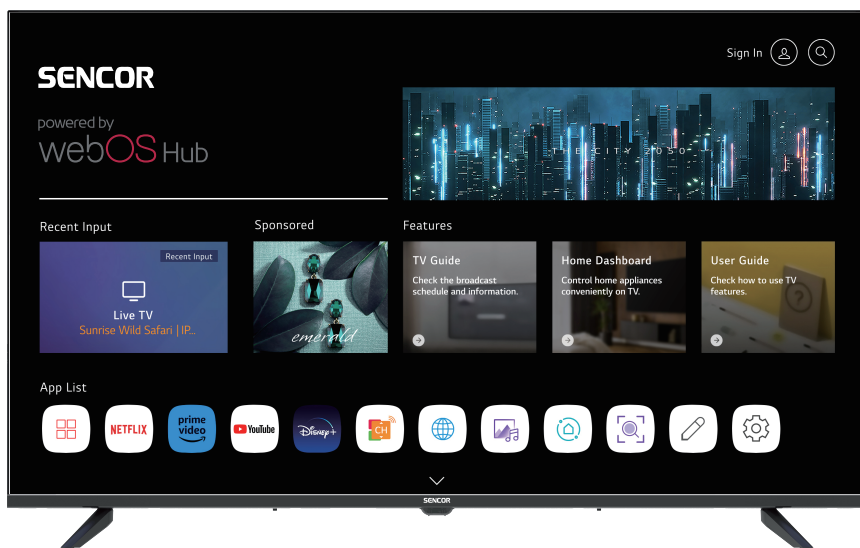 Sign In
SENCOR
powered by
webOS Hub
THE CITY 2050
Recent Input
Sponsored
Features
Recent Input
Live TV
Sunrise Wild Safari | IP...
emerald
TV Guide
Check the broadcast
schedule and information.
Home Dashboard
Control home appliances
conveniently on TV.
User Guide
Check how to use TV
features.
App List
NETFLIX
prime
video
YouTube
Disney+
CH
SENCOR